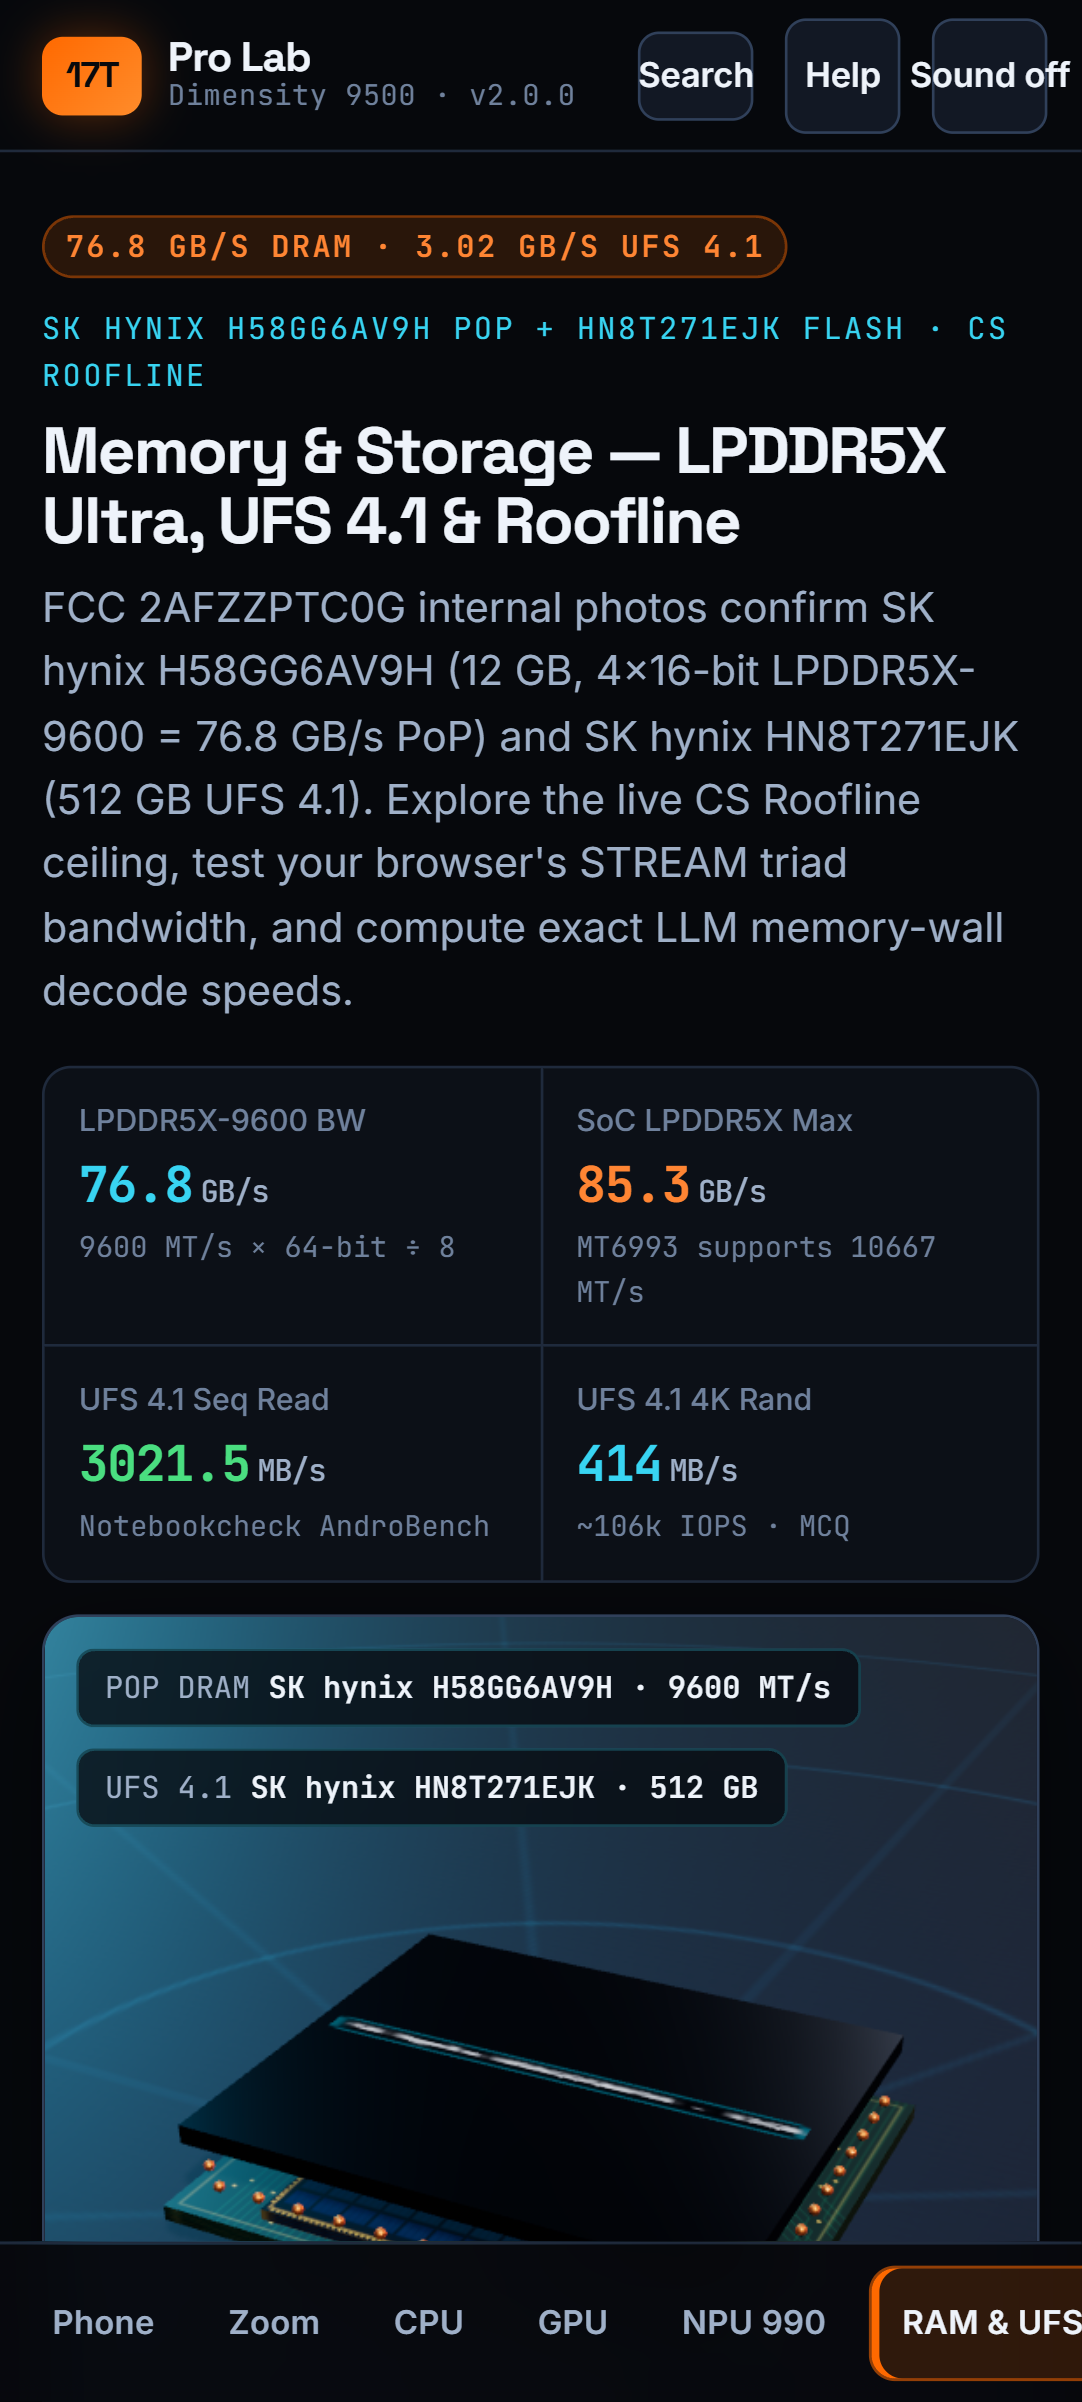 17T
Pro Lab
Dimensity 9500 · v2.0.0
Search
Help
Sound off
76.8 GB/S DRAM · 3.02 GB/S UFS 4.1
SK HYNIX H58GG6AV9H POP + HN8T271EJK FLASH · CS
ROOFLINE
Memory & Storage — LPDDR5X
Ultra, UFS 4.1 & Roofline
FCC 2AFZZPTC0G internal photos confirm SK
hynix H58GG6AV9H (12 GB, 4×16-bit LPDDR5X-
9600 = 76.8 GB/s PoP) and SK hynix HN8T271EJK
(512 GB UFS 4.1). Explore the live CS Roofline
ceiling, test your browser's STREAM triad
bandwidth, and compute exact LLM memory-wall
decode speeds.
LPDDR5X-9600 BW
76.8 GB/s
9600 MT/s × 64-bit ÷ 8
SoC LPDDR5X Max
85.3 GB/s
MT6993 supports 10667
MT/s
UFS 4.1 Seq Read
3021.5 MB/s
Notebookcheck AndroBench
UFS 4.1 4K Rand
414 MB/s
~106k IOPS · MCQ
POP DRAM SK hynix H58GG6AV9H · 9600 MT/s
UFS 4.1 SK hynix HN8T271EJK · 512 GB
Phone
Zoom
CPU
GPU
NPU 990
RAM & UFS